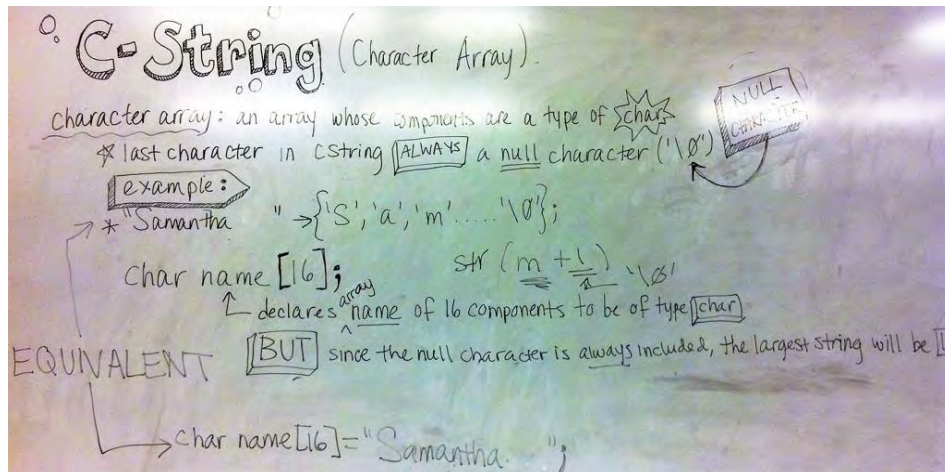 C-String (Character Array).
character array: an array whose components are a type of char
NULL CHARACTER
* last character in CString ALWAYS a null character ('\0')
example:
* "Samantha " → {'S','a','m'.....'\0'};
char name [16];
str (m + 1) '\0'
declares array name of 16 components to be of type char
BUT since the null character is always included, the largest string will be
EQUIVALENT
char name[16]="Samantha. ";